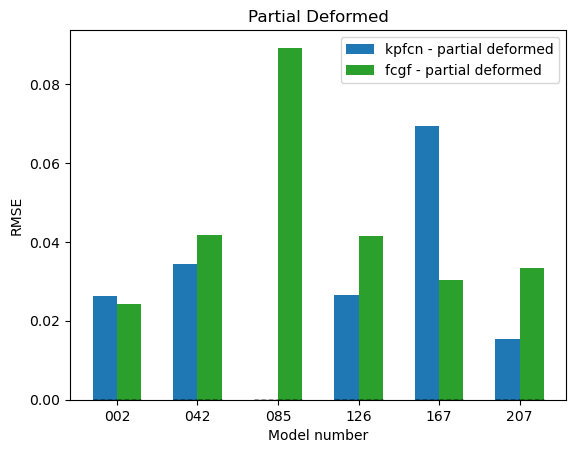 Partial Deformed
kpfcn - partial deformed
fcgf - partial deformed
RMSE
0.08
0.06
0.04
0.02
0.00
002 042 085 126 167 207
Model number